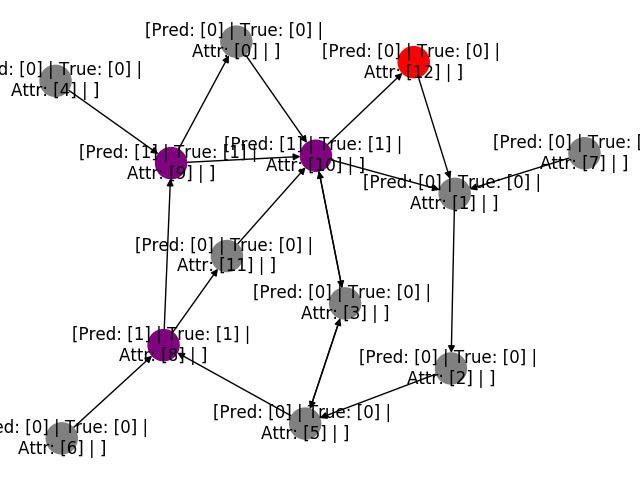 [Pred: [0] | True: [0] |
Attr: [0] | ]
[Pred: [0] | True: [0] |
Attr: [12] | ]
d: [0] | True: [0] |
Attr: [4] | ]
[Pred: [1] | True: [1] |
Attr: [9] | ]
[Pred: [1] | True: [1] |
Attr: [10] | ]
[Pred: [0] | True: [
Attr: [7] | ]
[Pred: [0] | True: [0] |
Attr: [1] | ]
[Pred: [0] | True: [0] |
Attr: [11] | ]
[Pred: [0] | True: [0] |
Attr: [3] | ]
[Pred: [1] | True: [1] |
Attr: [8] | ]
[Pred: [0] | True: [0] |
Attr: [2] | ]
[Pred: [0] | True: [0] |
Attr: [5] | ]
ed: [0] | True: [0] |
Attr: [6] | ]